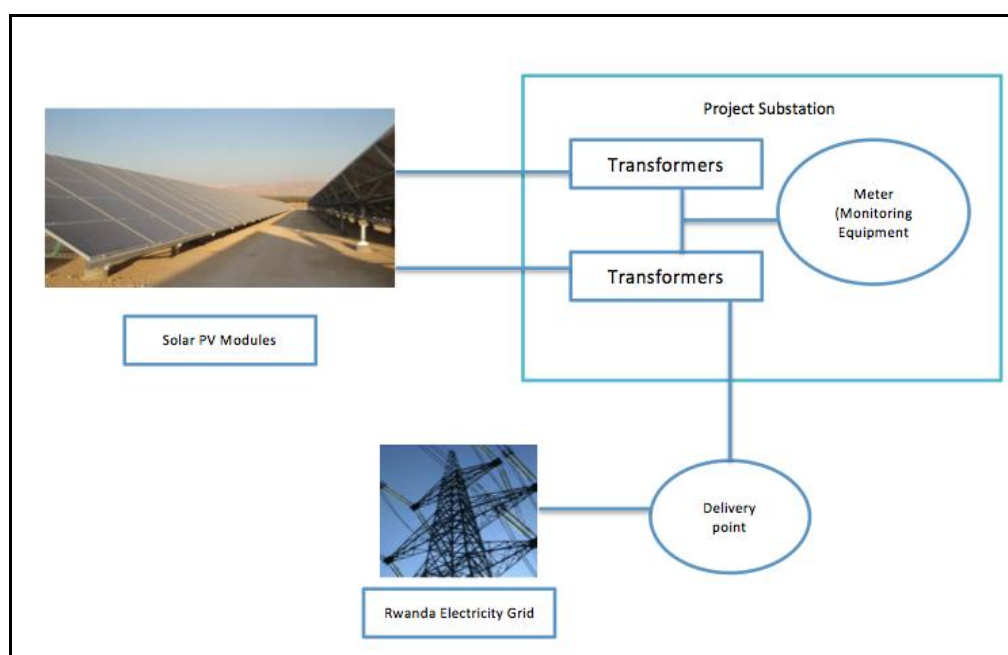 Project Substation
Transformers
Meter
(Monitoring
Equipment
Transformers
Solar PV Modules
Delivery
point
Rwanda Electricity Grid